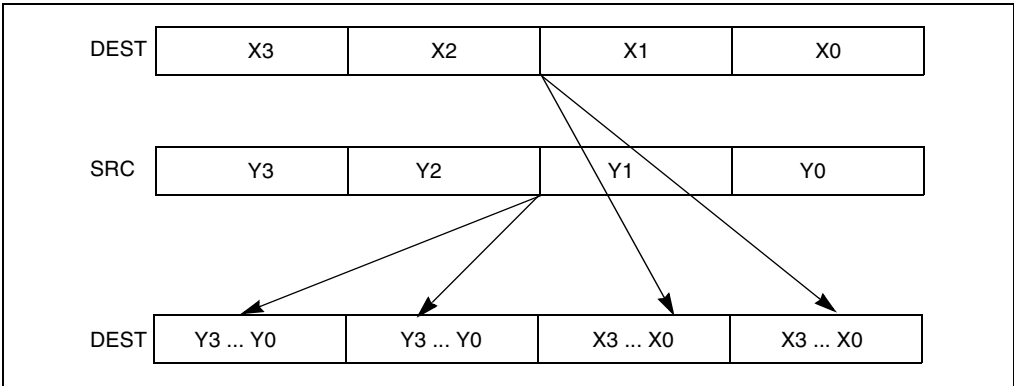 DEST X3 X2 X1 X0
SRC Y3 Y2 Y1 Y0
DEST Y3 ... Y0 Y3 ... Y0 X3 ... X0 X3 ... X0